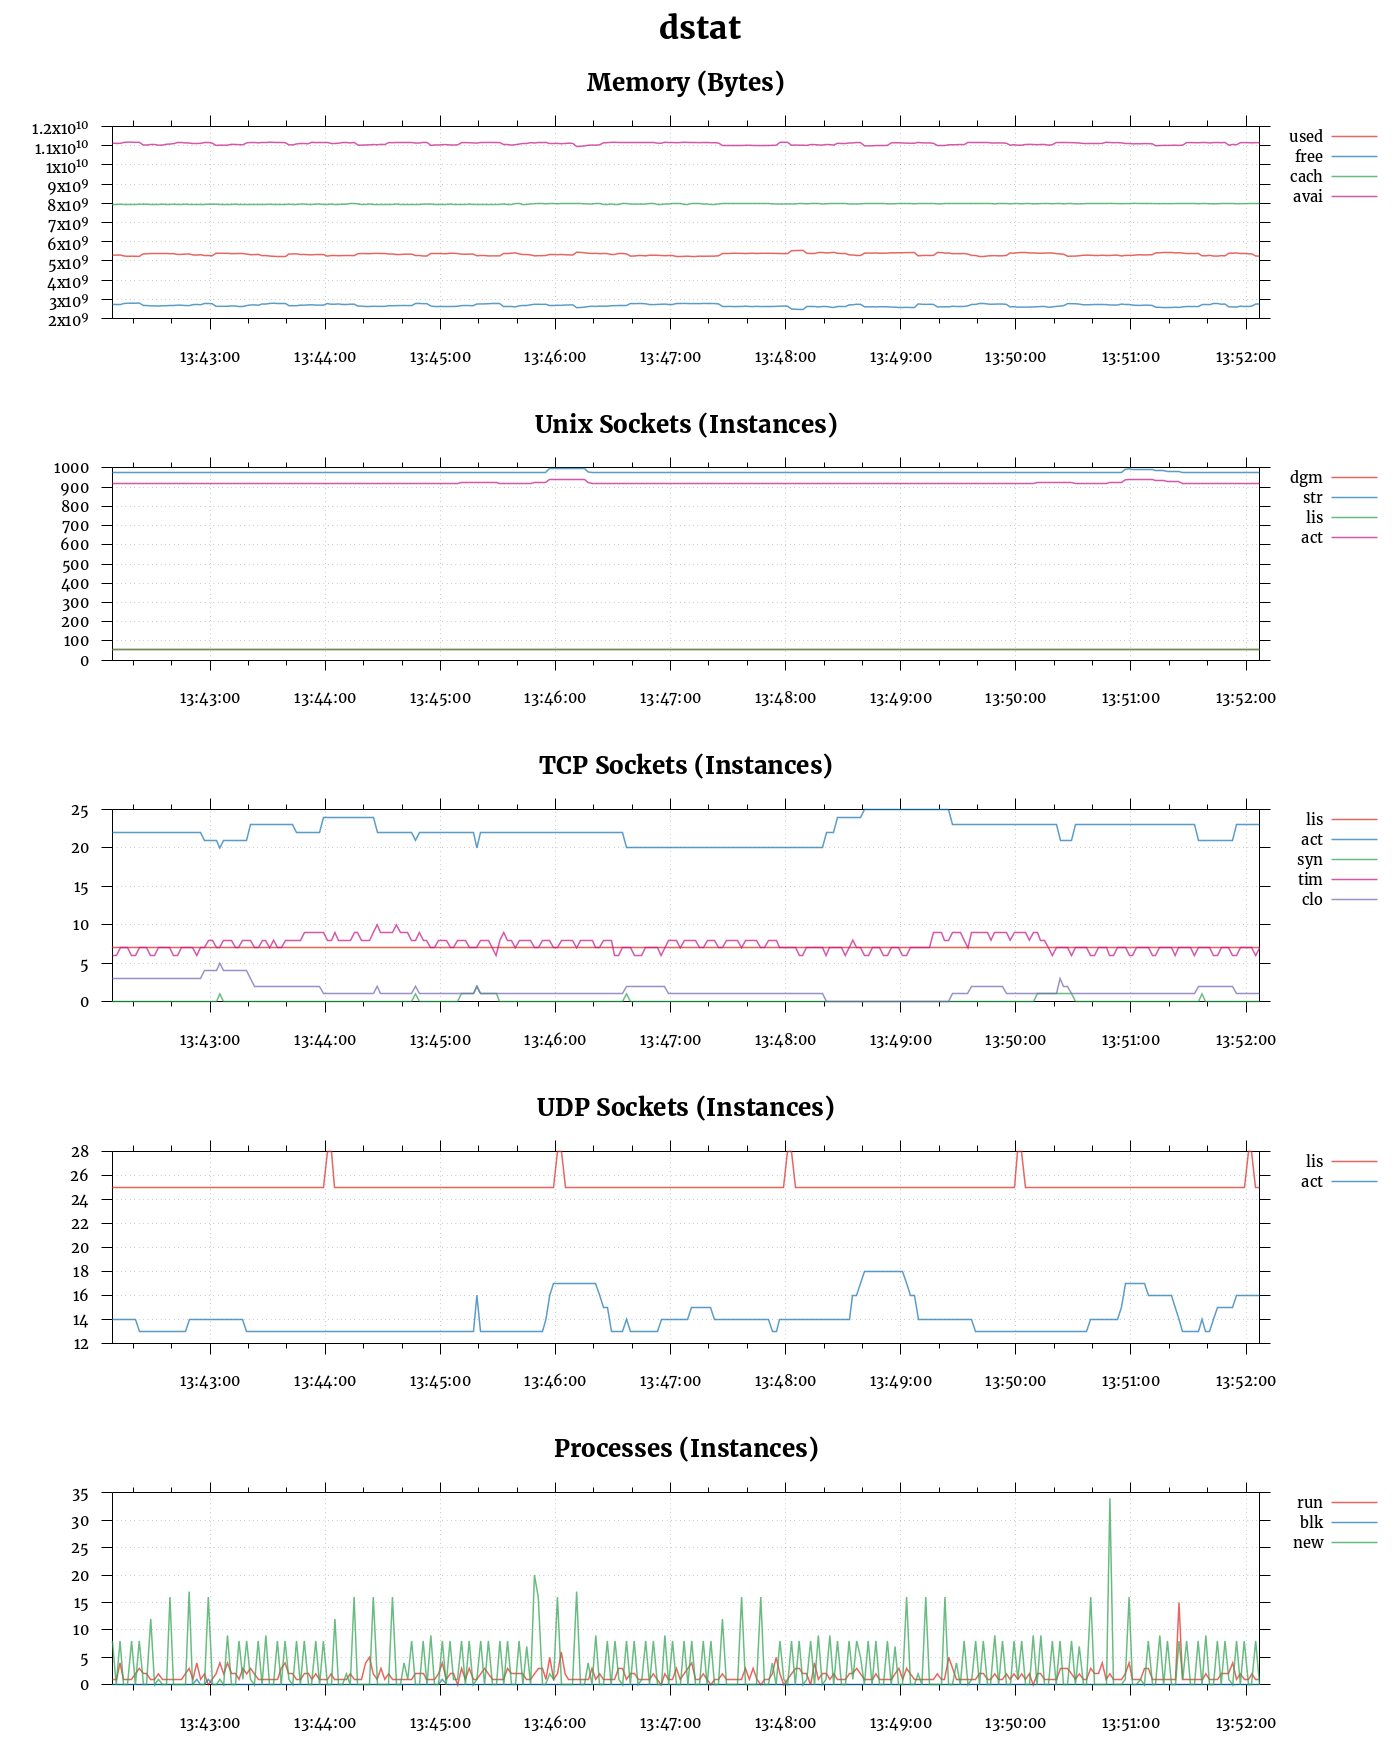 dstat
Memory (Bytes)
1.2x10¹⁰
1.1x10¹⁰
1x10¹⁰
9x10⁹
8x10⁹
7x10⁹
6x10⁹
5x10⁹
4x10⁹
3x10⁹
2x10⁹
used
free
cach
avai
13:43:00 13:44:00 13:45:00 13:46:00 13:47:00 13:48:00 13:49:00 13:50:00 13:51:00 13:52:00
Unix Sockets (Instances)
1000
900
800
700
600
500
400
300
200
100
0
dgm
str
lis
act
13:43:00 13:44:00 13:45:00 13:46:00 13:47:00 13:48:00 13:49:00 13:50:00 13:51:00 13:52:00
TCP Sockets (Instances)
25
20
15
10
5
0
lis
act
syn
tim
clo
13:43:00 13:44:00 13:45:00 13:46:00 13:47:00 13:48:00 13:49:00 13:50:00 13:51:00 13:52:00
UDP Sockets (Instances)
28
26
24
22
20
18
16
14
12
lis
act
13:43:00 13:44:00 13:45:00 13:46:00 13:47:00 13:48:00 13:49:00 13:50:00 13:51:00 13:52:00
Processes (Instances)
35
30
25
20
15
10
5
0
run
blk
new
13:43:00 13:44:00 13:45:00 13:46:00 13:47:00 13:48:00 13:49:00 13:50:00 13:51:00 13:52:00